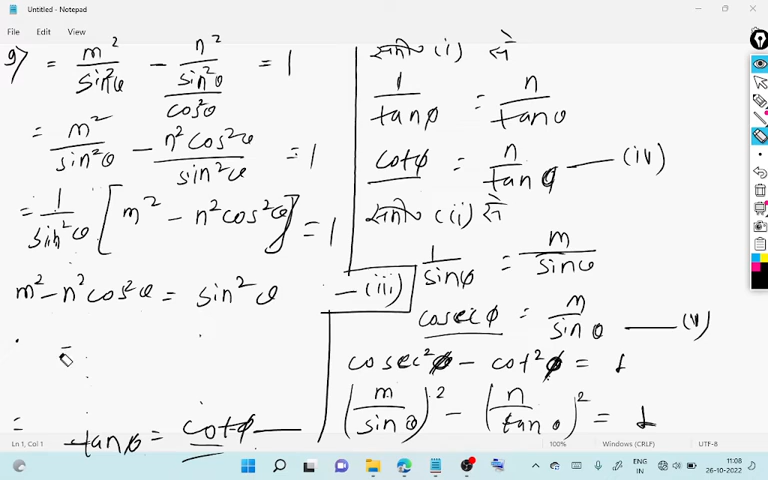 Untitled - Notepad
File Edit View
9) = m²/sin²θ - n²/(sin²θ/cos²θ) = 1
= m²/sin²θ - n²cos²θ/sin²θ = 1
= 1/sin²θ [m² - n²cos²θ] = 1
m² - n²cos²θ = sin²θ —(iii)
=
tanφ = cotφ —
समी० (i) से
1/tanφ = n/tanθ
cotφ = n/tanθ —(iv)
समी० (ii) से
1/sinφ = m/sinθ
cosecφ = m/sinθ —(v)
cosec²φ - cot²φ = 1
(m/sinθ)² - (n/tanθ)² = 1
Ln 1, Col 1
100%
Windows (CRLF)
UTF-8
ENG
IN
11:08
26-10-2022